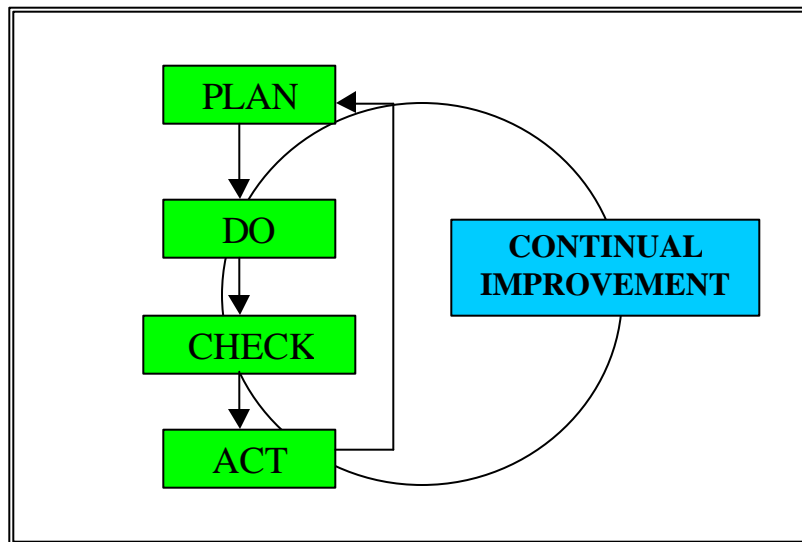 PLAN
DO
CONTINUAL
IMPROVEMENT
CHECK
ACT